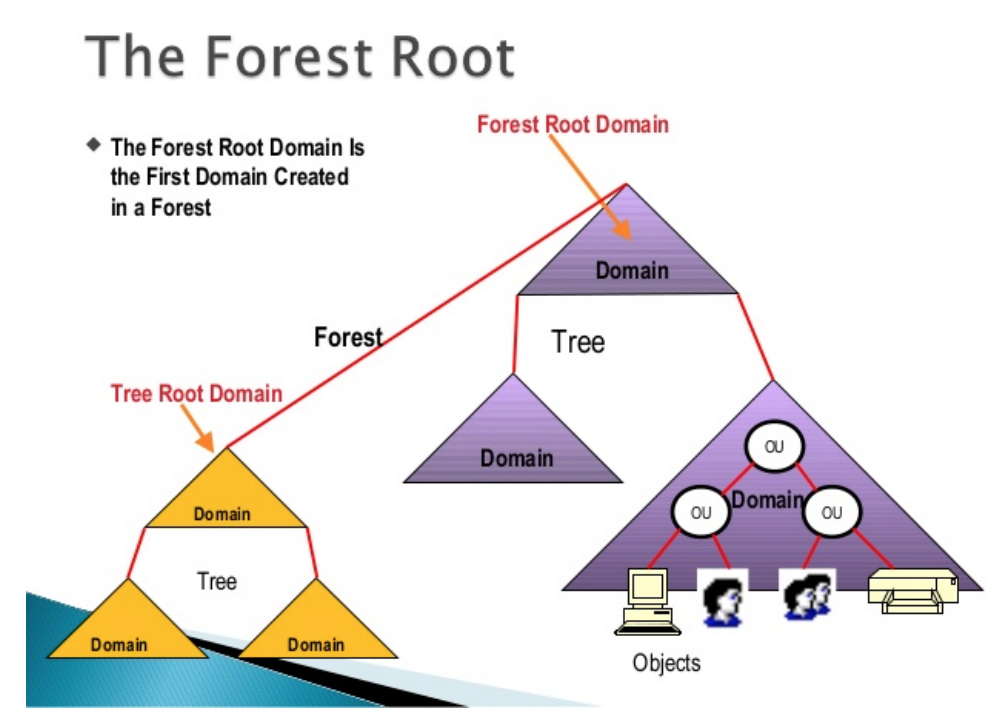 The Forest Root
The Forest Root Domain Is
the First Domain Created
in a Forest
Forest Root Domain
Domain
Forest
Tree
Tree Root Domain
Domain
OU
Domain
OU
OU
Domain
Tree
Domain
Domain
Objects